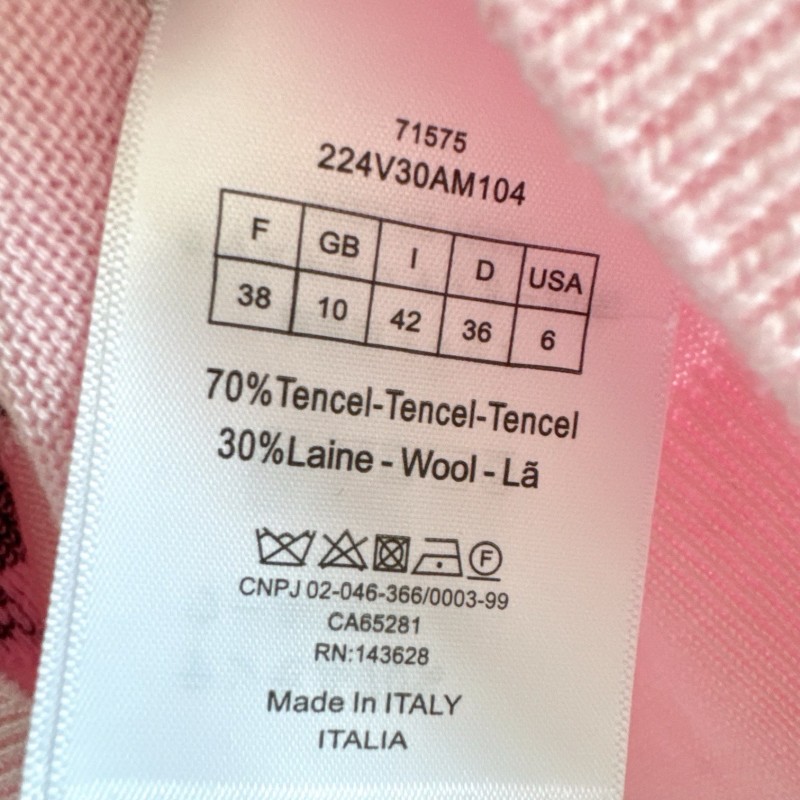 71575
224V30AM104
F GB I D USA
38 10 42 36 6
70%Tencel-Tencel-Tencel
30%Laine - Wool - Lã
F
CNPJ 02-046-366/0003-99
CA65281
RN:143628
Made In ITALY
ITALIA